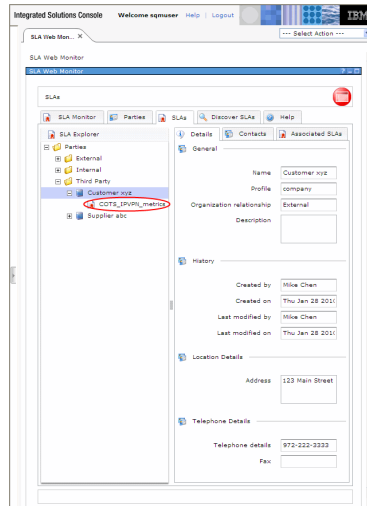 Integrated Solutions Console Welcome sqmuser Help | Logout IBM
SLA Web Mon... X --- Select Action ---
SLA Web Monitor
SLA Web Monitor
SLAs
SLA Monitor Parties SLAs Discover SLAs Help
SLA Explorer
Parties
External
Internal
Third Party
Customer xyz
COTS_IPVPN_metrics
Supplier abc
Details Contacts Associated SLAs
General
Name Customer xyz
Profile company
Organization relationship External
Description
History
Created by Mike Chen
Created on Thu Jan 28 201(
Last modified by Mike Chen
Last modified on Thu Jan 28 201(
Location Details
Address 123 Main Street
Telephone Details
Telephone details 972-222-3333
Fax